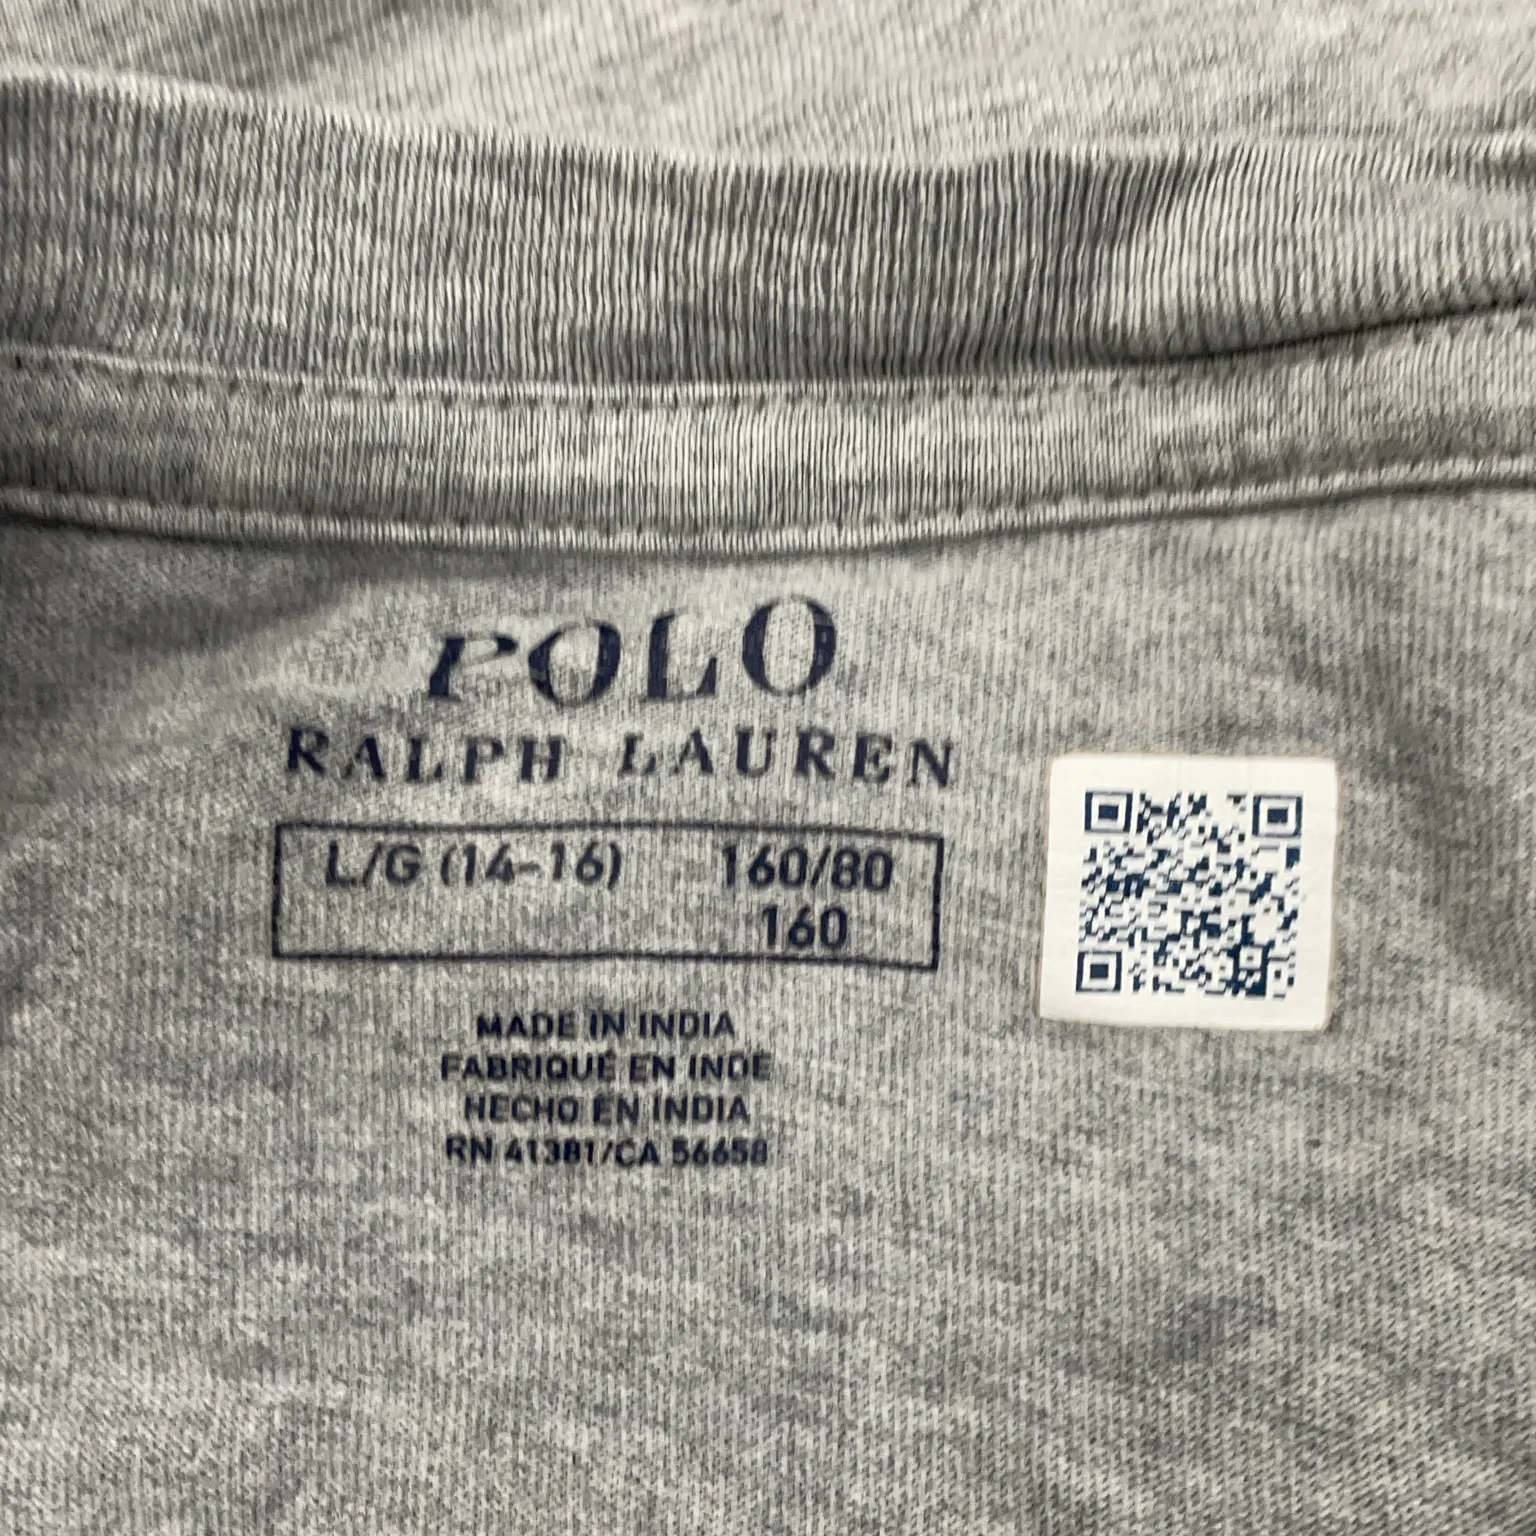 POLO
RALPH LAUREN
L/G (14-16) 160/80
160
MADE IN INDIA
FABRIQUÉ EN INDE
HECHO EN INDIA
RN 41381/CA 56658